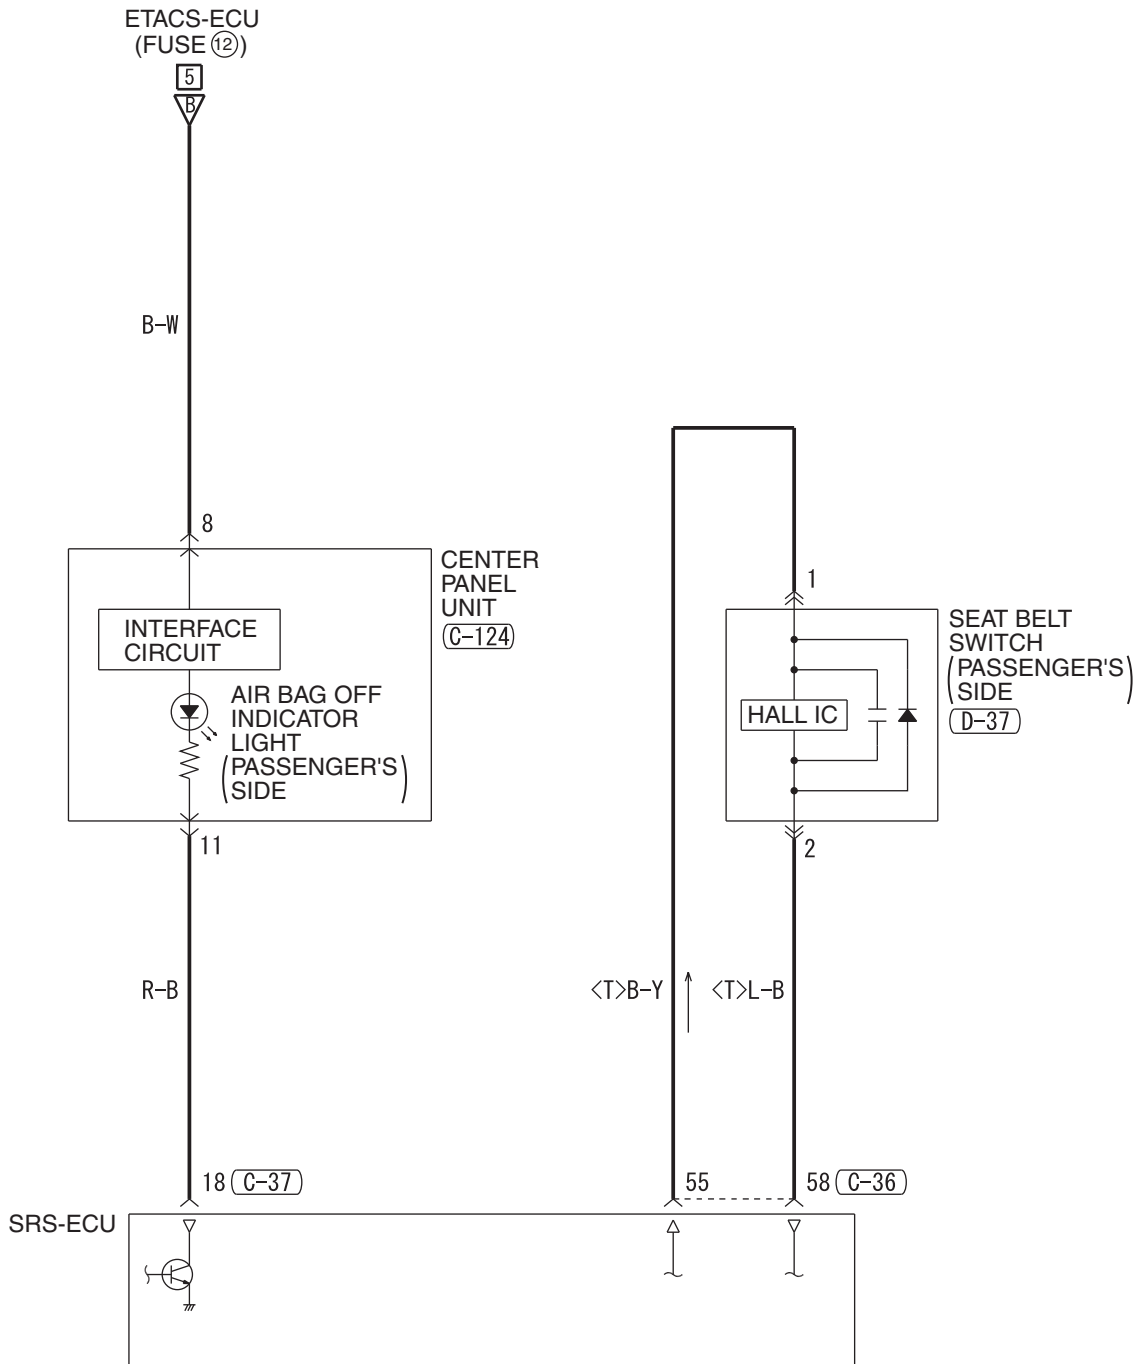 ETACS-ECU
(FUSE ⑫)
5
B
B-W
8
CENTER
PANEL
UNIT
C-124
INTERFACE
CIRCUIT
AIR BAG OFF
INDICATOR
LIGHT
(PASSENGER'S
SIDE)
11
1
SEAT BELT
SWITCH
(PASSENGER'S
SIDE)
D-37
HALL IC
2
R-B
<T>B-Y
<T>L-B
18 C-37
55
58 C-36
SRS-ECU